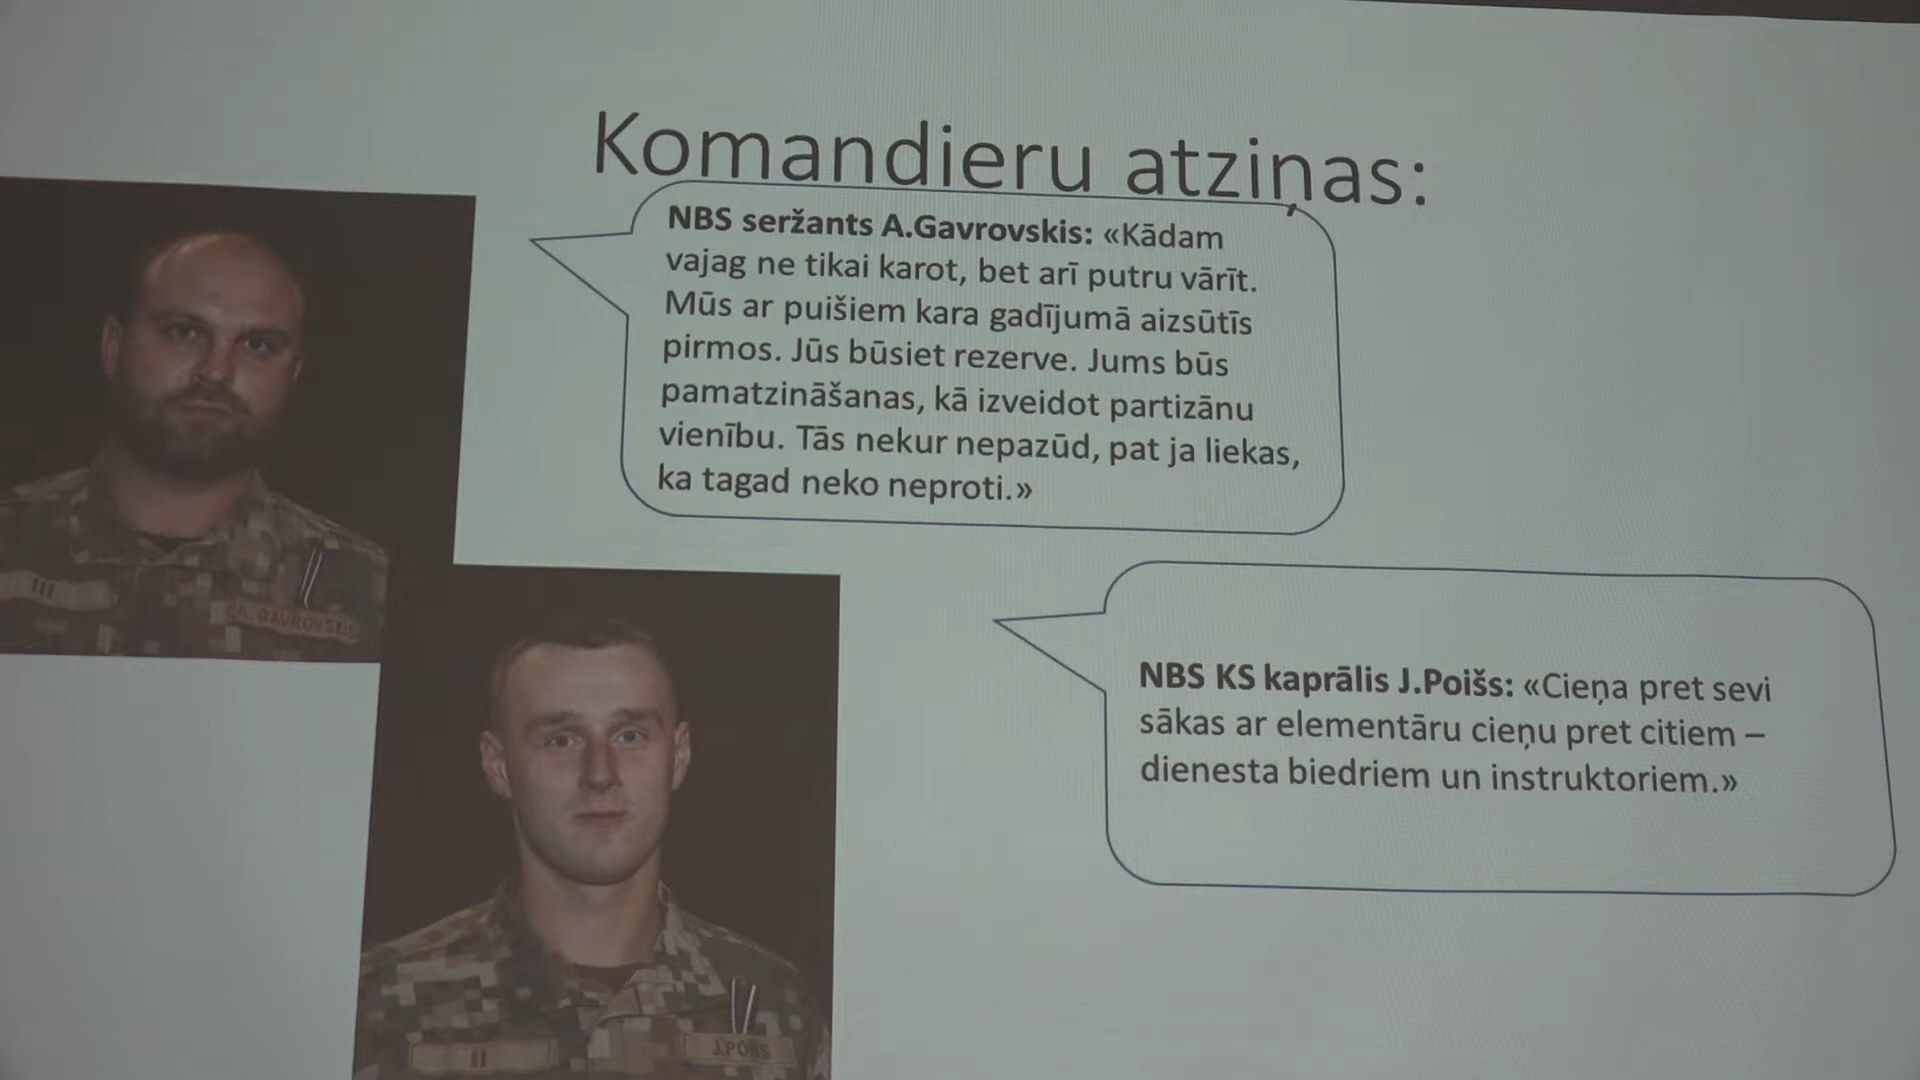 Komandieru atziņas:
NBS seržants A.Gavrovskis: «Kādam
vajag ne tikai karot, bet arī putru vārīt.
Mūs ar puišiem kara gadījumā aizsūtīs
pirmos. Jūs būsiet rezerve. Jums būs
pamatzināšanas, kā izveidot partizānu
vienību. Tās nekur nepazūd, pat ja liekas,
ka tagad neko neproti.»
A. GAVROVSKIS
NBS KS kaprālis J.Poišs: «Cieņa pret sevi
sākas ar elementāru cieņu pret citiem –
dienesta biedriem un instruktoriem.»
J.POIŠS